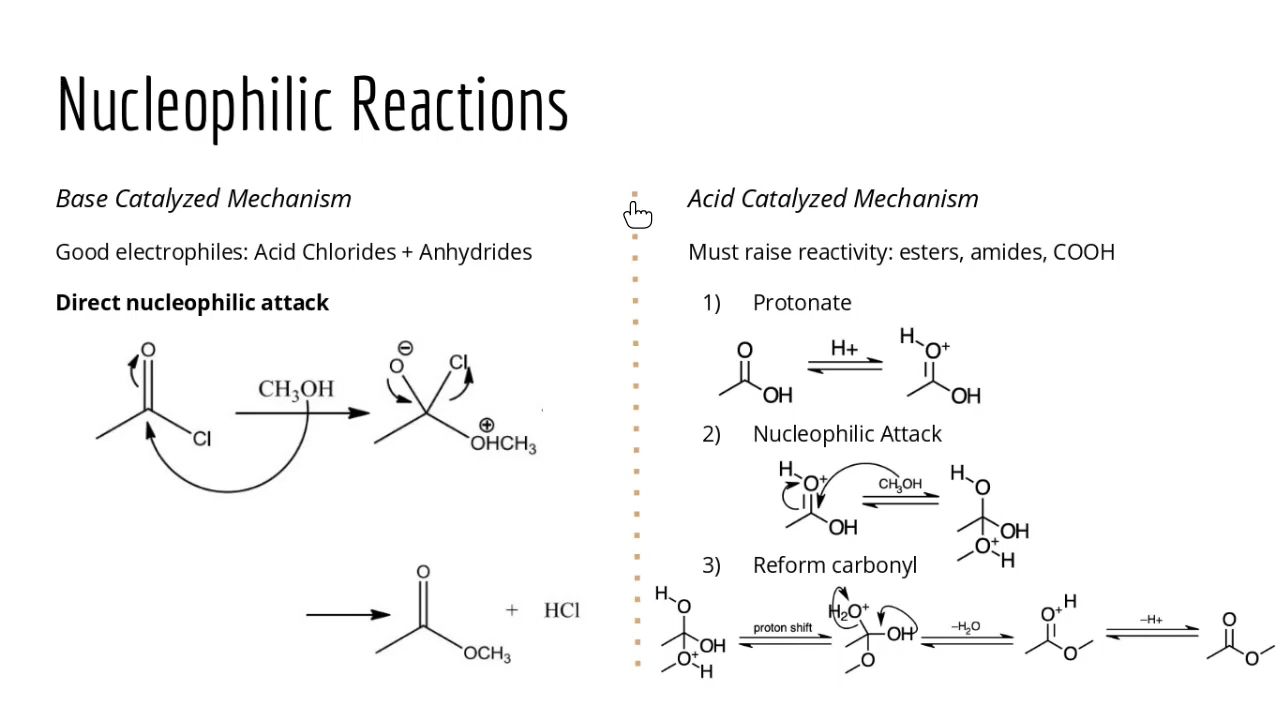 Nucleophilic Reactions
Base Catalyzed Mechanism
Good electrophiles: Acid Chlorides + Anhydrides
Direct nucleophilic attack
O
Cl
CH₃OH
⊖
O
Cl
⊕
OHCH₃
O
OCH₃
+ HCl
Acid Catalyzed Mechanism
Must raise reactivity: esters, amides, COOH
1) Protonate
O
OH
H+
H
O⁺
OH
2) Nucleophilic Attack
H
O⁺
OH
CH₃OH
H
O
OH
O⁺
H
3) Reform carbonyl
H
O
OH
O⁺
H
proton shift
H₂O⁺
OH
O
–H₂O
H
O⁺
O
–H+
O
O